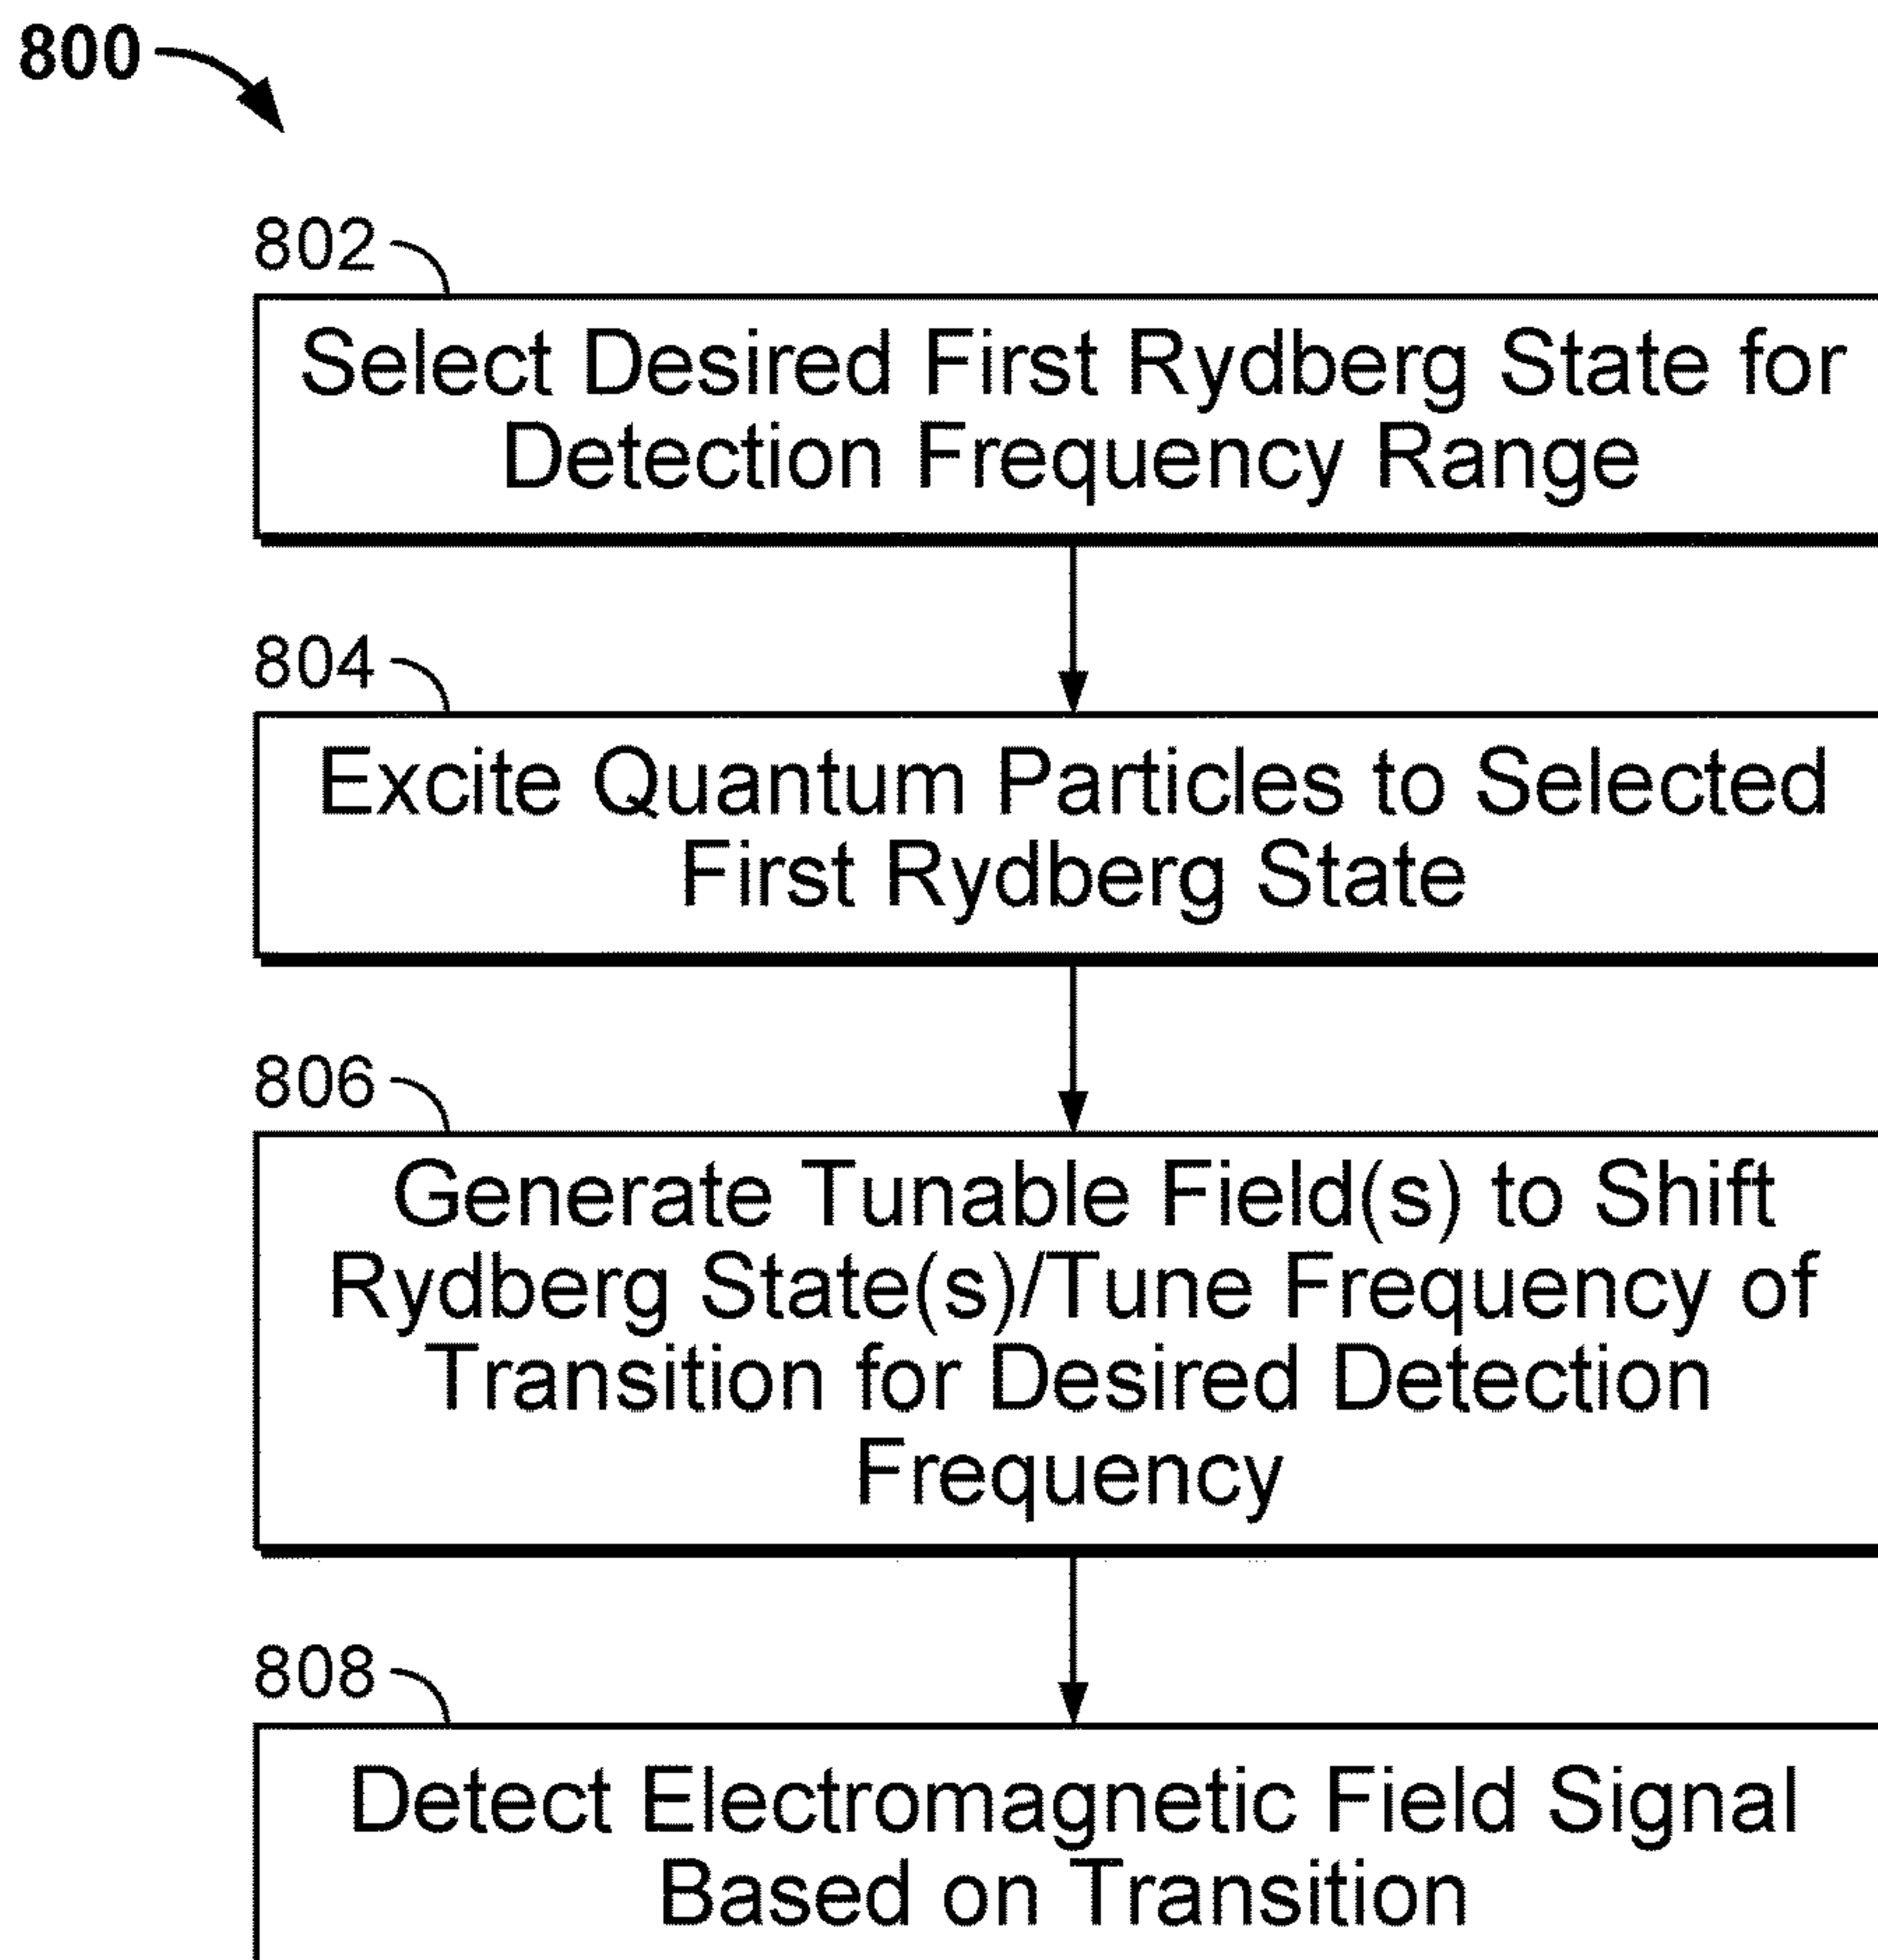 800
802
Select Desired First Rydberg State for
Detection Frequency Range
804
Excite Quantum Particles to Selected
First Rydberg State
806
Generate Tunable Field(s) to Shift
Rydberg State(s)/Tune Frequency of
Transition for Desired Detection
Frequency
808
Detect Electromagnetic Field Signal
Based on Transition